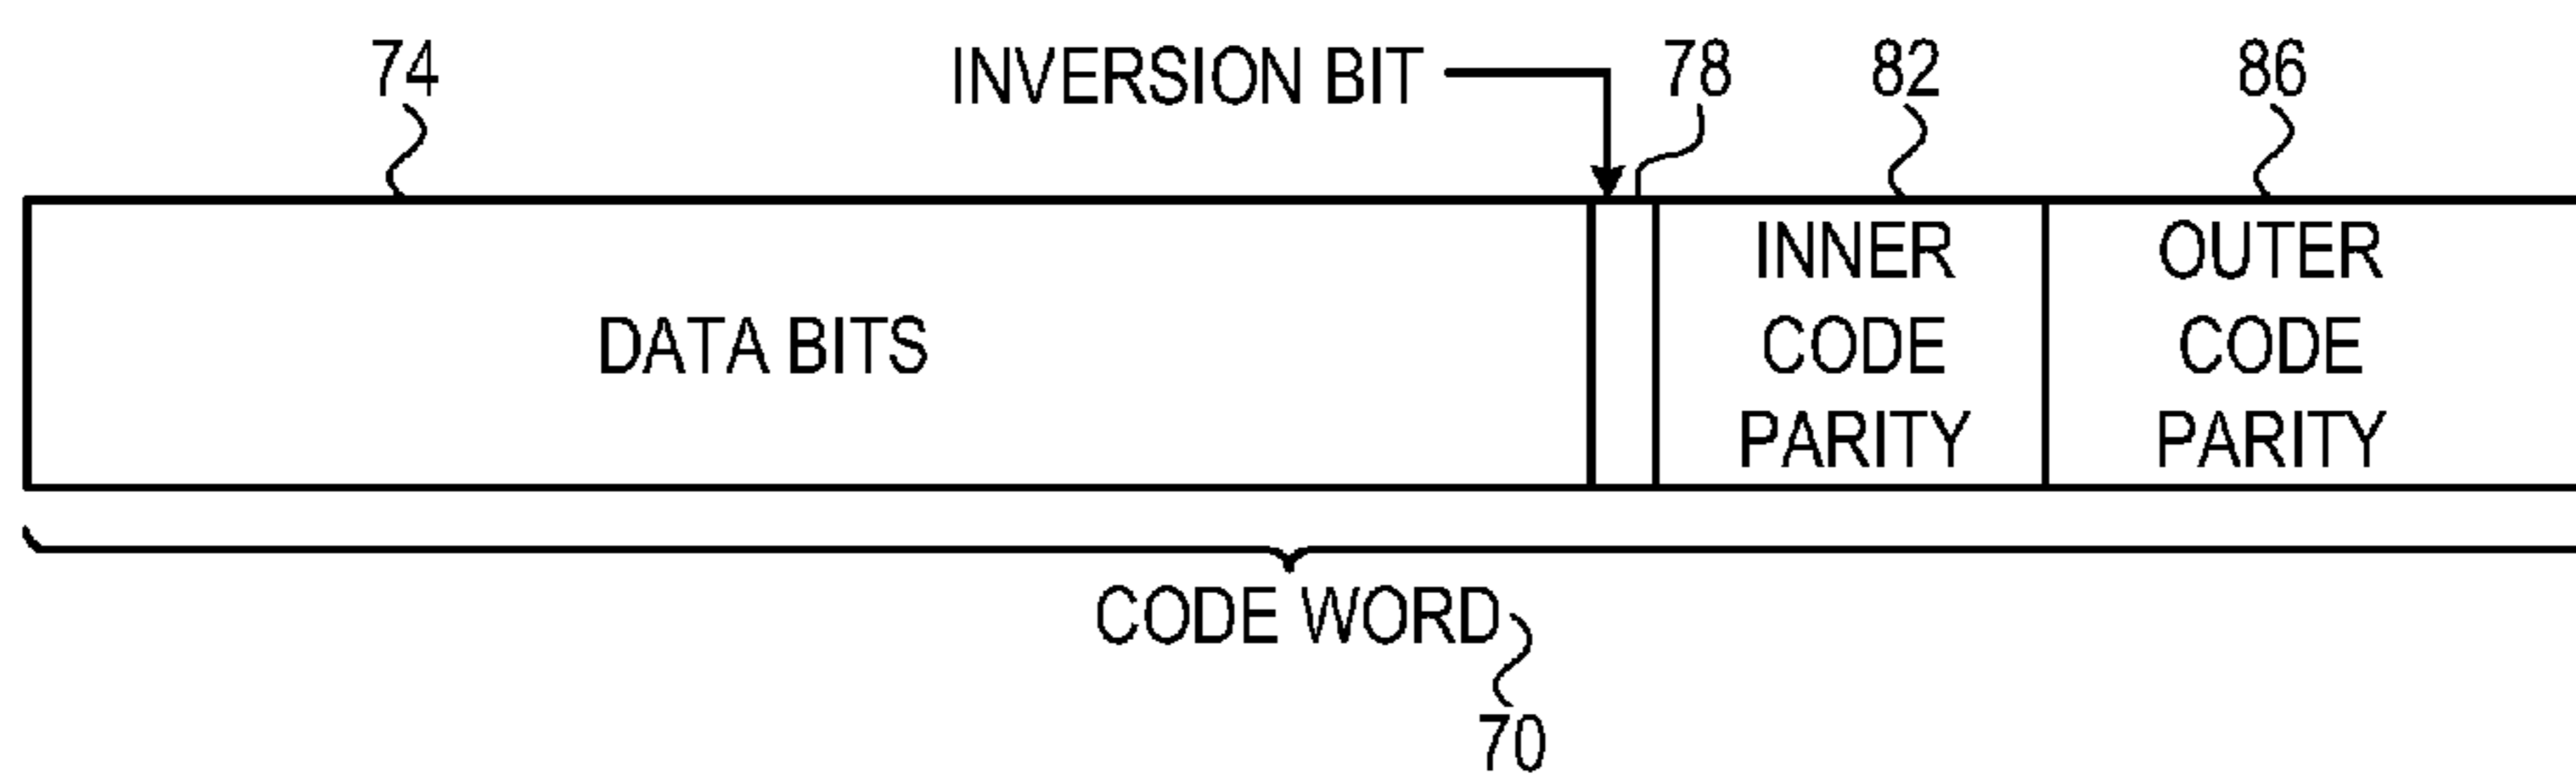 74
INVERSION BIT
78
82
86
DATA BITS
INNER
CODE
PARITY
OUTER
CODE
PARITY
CODE WORD
70